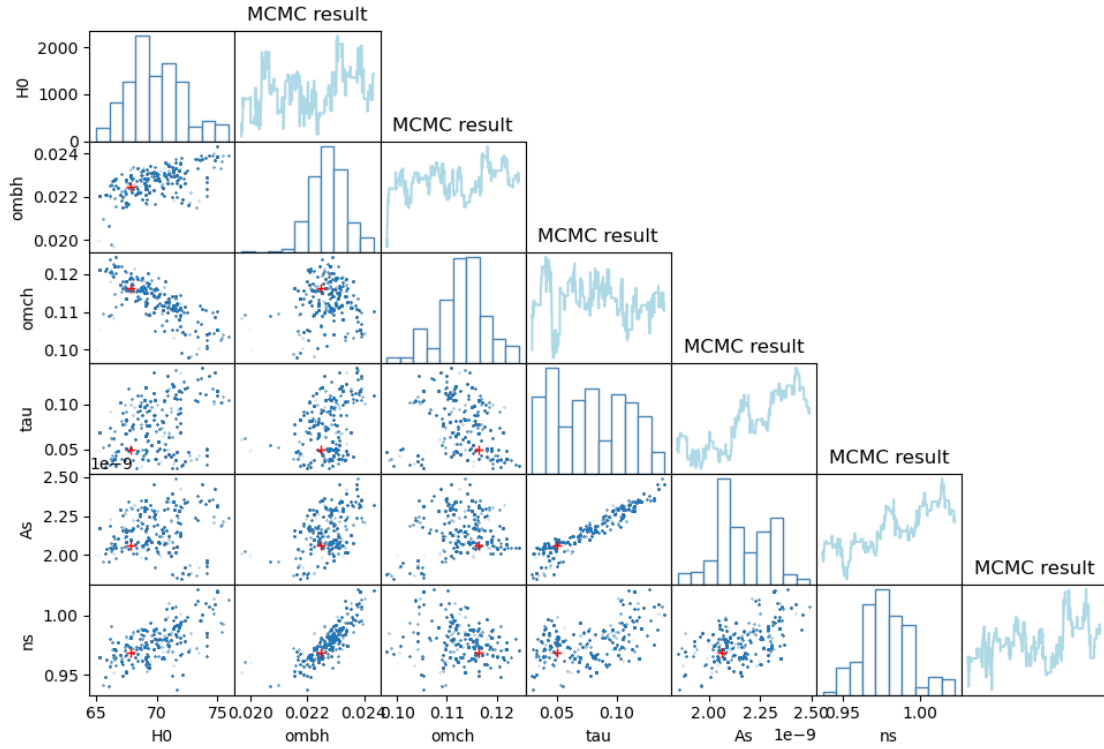 MCMC result
2000
1000
0
H0
MCMC result
0.024
0.022
0.020
ombh
MCMC result
0.12
0.11
0.10
omch
MCMC result
0.10
0.05
tau
1e−9
MCMC result
2.50
2.25
2.00
As
MCMC result
1.00
0.95
ns
65 70 75 0.020 0.022 0.024 0.10 0.12 0.05 0.10 2.00 2.25 2.50 0.95 1.00
1e−9
H0 ombh omch tau As ns